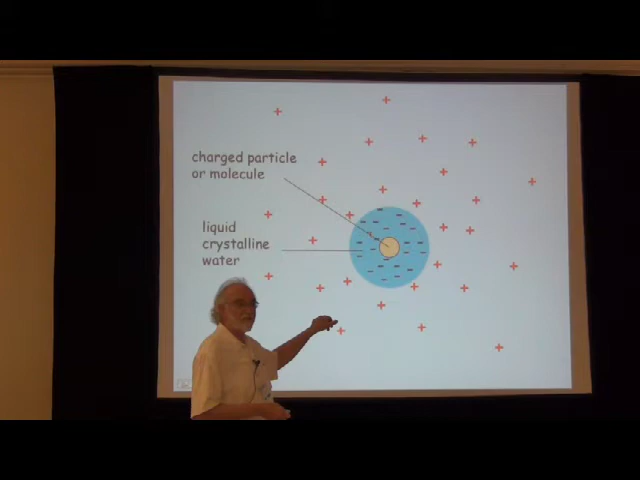 charged particle
or molecule
liquid
crystalline
water